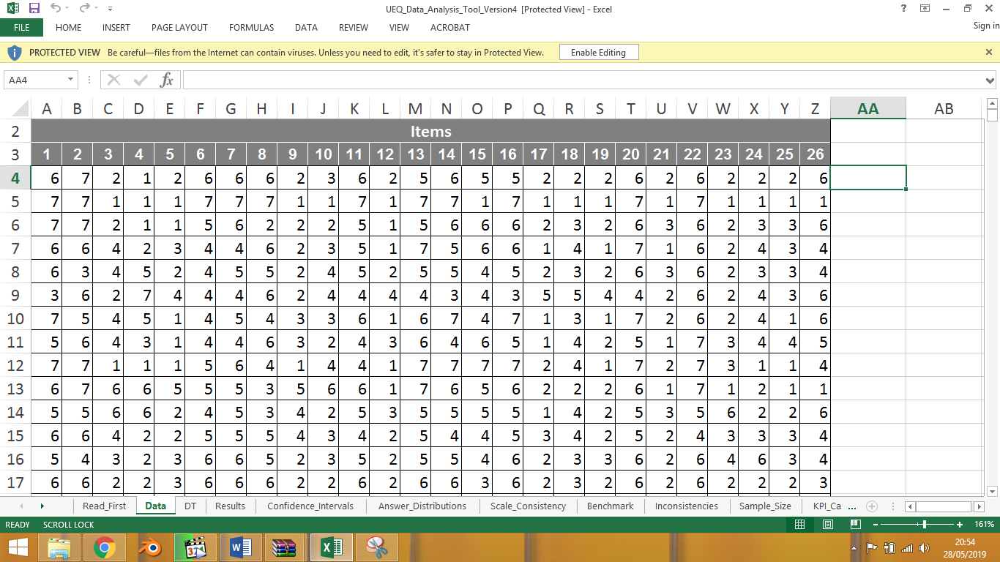 UEQ_Data_Analysis_Tool_Version4 [Protected View] - Excel
FILE HOME INSERT PAGE LAYOUT FORMULAS DATA REVIEW VIEW ACROBAT Sign in
PROTECTED VIEW Be careful—files from the Internet can contain viruses. Unless you need to edit, it's safer to stay in Protected View. Enable Editing
AA4 fx
A B C D E F G H I J K L M N O P Q R S T U V W X Y Z AA AB
2 Items
3 1 2 3 4 5 6 7 8 9 10 11 12 13 14 15 16 17 18 19 20 21 22 23 24 25 26
4 6 7 2 1 2 6 6 6 2 3 6 2 5 6 5 5 2 2 2 6 2 6 2 2 2 6
5 7 7 1 1 1 7 7 7 1 1 7 1 7 7 1 7 1 1 1 7 1 7 1 1 1 1
6 7 7 2 1 1 5 6 2 2 2 5 1 5 6 6 6 2 3 2 6 3 6 2 3 3 6
7 6 6 4 2 3 4 4 6 2 3 5 1 7 5 6 6 1 4 1 7 1 6 2 4 3 4
8 6 3 4 5 2 4 5 5 2 4 5 2 5 5 4 5 2 3 2 6 3 6 2 3 3 4
9 3 6 2 7 4 4 4 6 2 4 4 4 4 3 4 3 5 5 4 4 2 6 2 4 3 6
10 7 5 4 5 1 4 5 4 3 3 6 1 6 7 4 7 1 3 1 7 2 6 2 4 1 6
11 5 6 4 3 1 4 4 6 3 2 4 3 6 4 6 5 1 4 2 5 1 7 3 4 4 5
12 7 7 1 1 1 5 6 4 1 4 4 1 7 7 7 7 2 4 1 7 2 7 3 1 1 4
13 6 7 6 6 5 5 5 3 5 6 6 1 7 6 5 6 2 2 2 6 1 7 1 2 1 1
14 5 5 6 6 2 4 5 3 4 2 5 3 5 5 5 5 1 4 2 5 3 5 6 2 2 6
15 6 6 4 2 2 5 5 5 4 3 4 2 5 4 4 5 3 4 2 5 2 4 3 3 3 4
16 5 4 3 2 3 6 6 5 2 3 5 2 5 5 4 6 2 3 3 6 2 6 4 6 3 4
17 6 6 2 2 3 6 6 6 2 2 6 2 6 6 3 6 2 3 2 6 2 6 2 2 2 3
Read_First Data DT Results Confidence_Intervals Answer_Distributions Scale_Consistency Benchmark Inconsistencies Sample_Size KPI_Ca ...
READY SCROLL LOCK 161%
20:54
28/05/2019